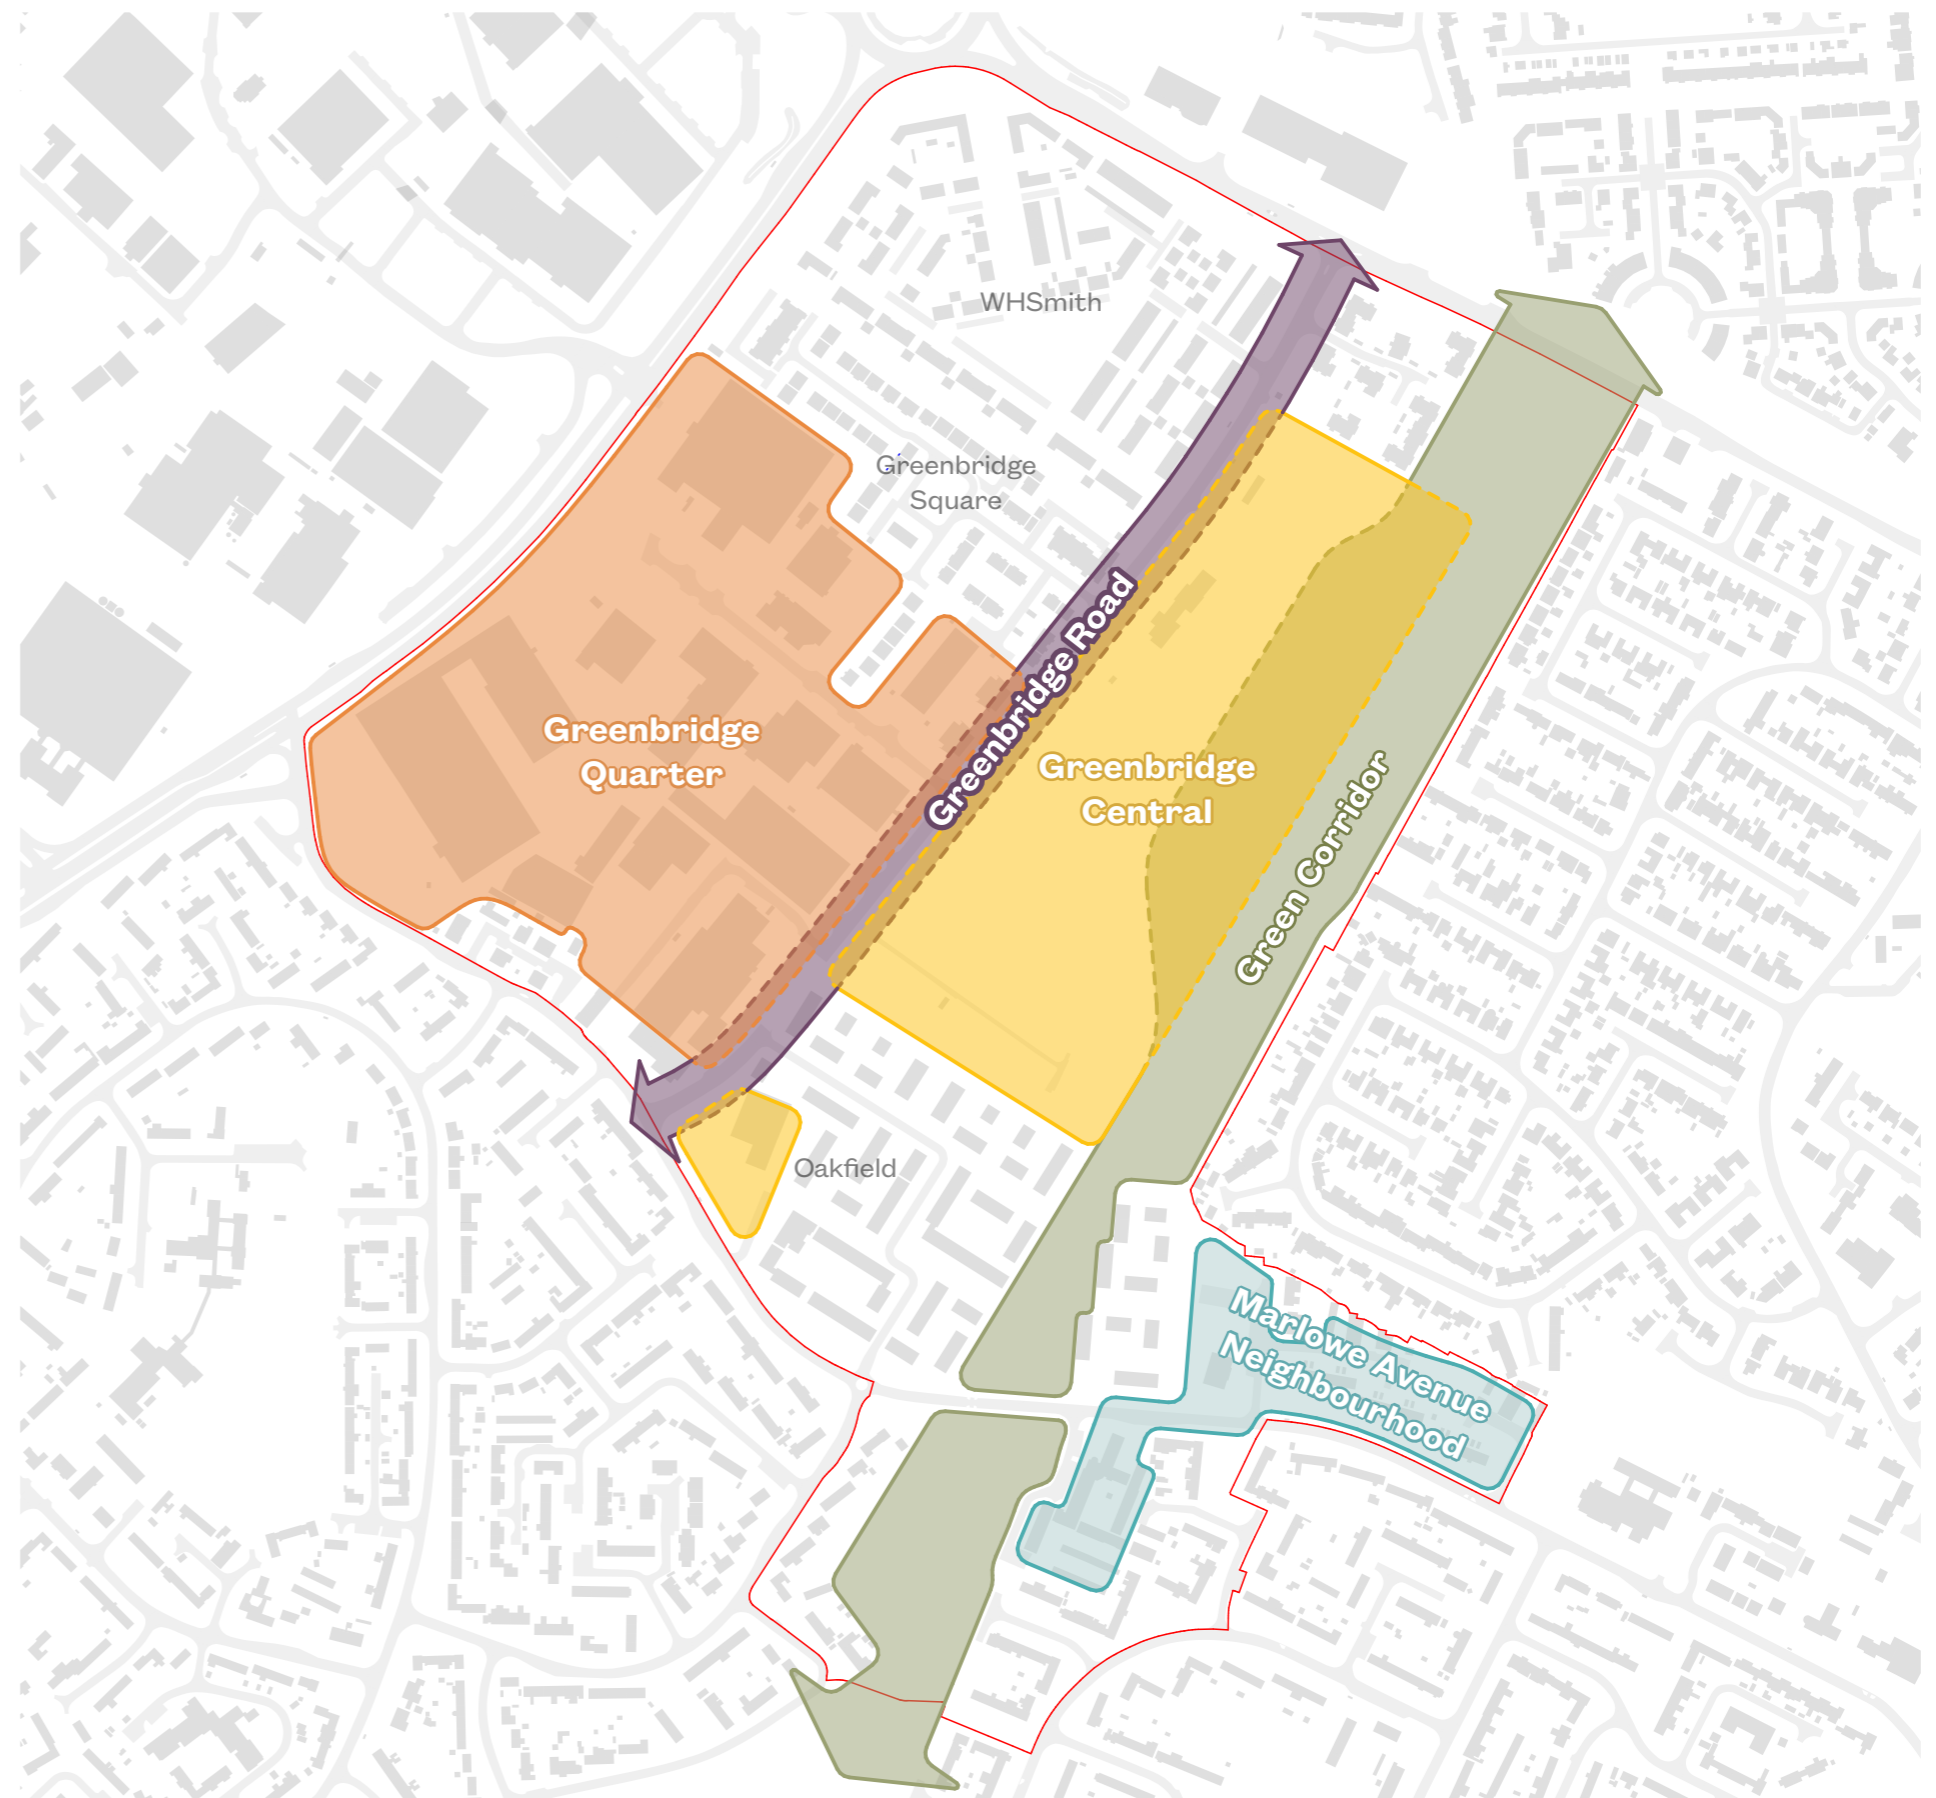 WHSmith
Greenbridge
Square
Greenbridge Road
Greenbridge
Quarter
Greenbridge
Central
Green Corridor
Oakfield
Marlowe Avenue
Neighbourhood